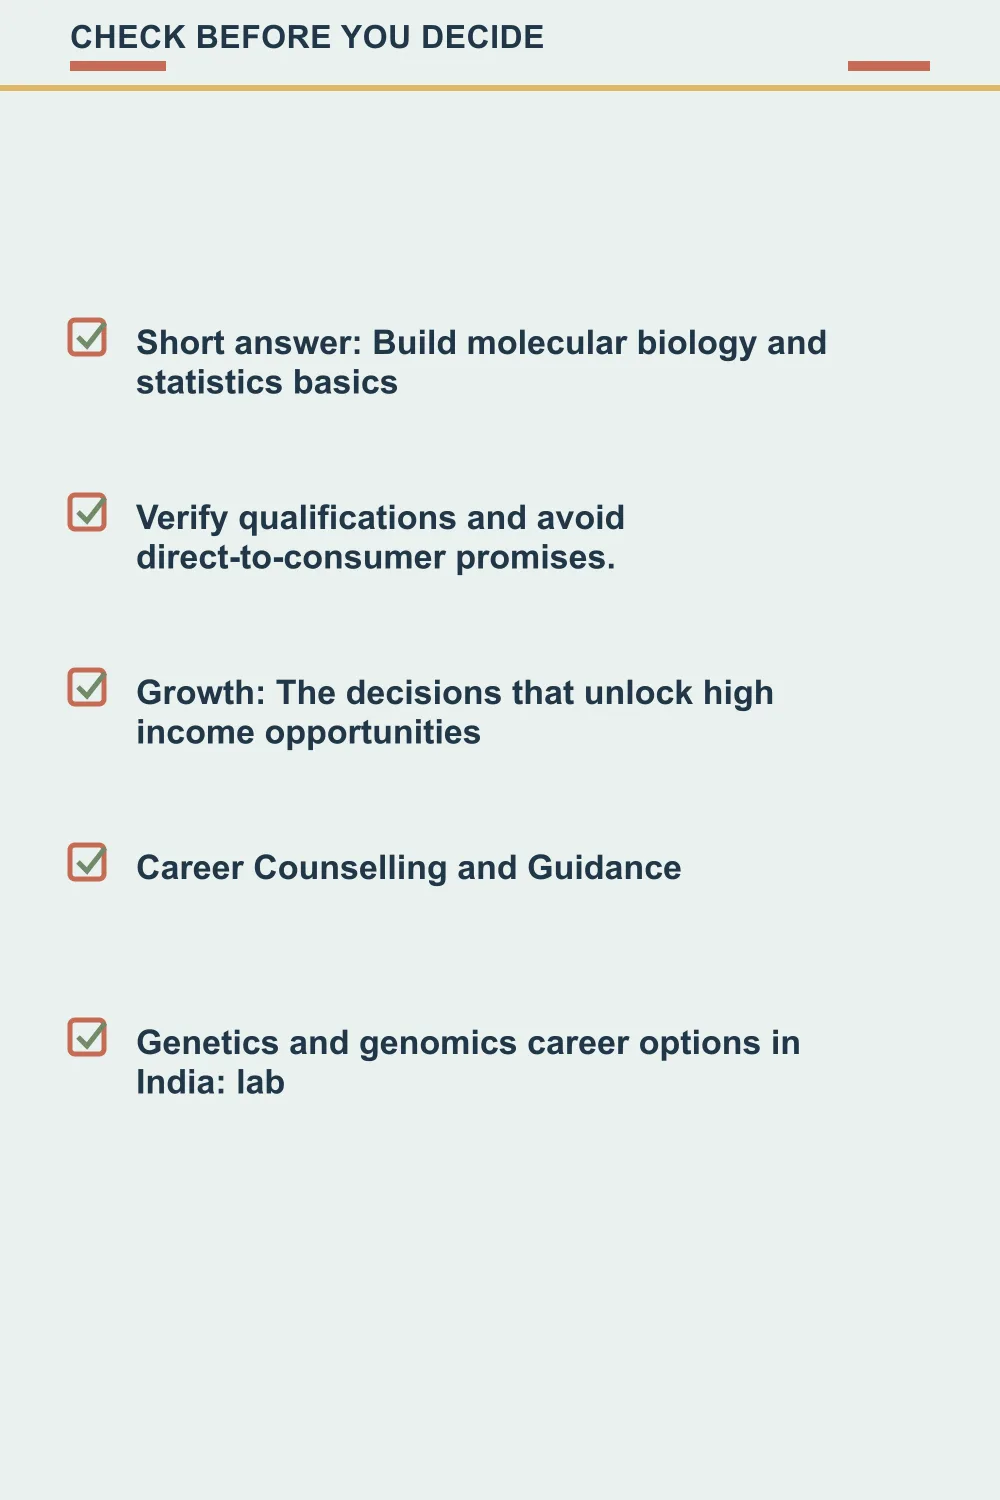 CHECK BEFORE YOU DECIDE
Short answer: Build molecular biology and
statistics basics
Verify qualifications and avoid
direct-to-consumer promises.
Growth: The decisions that unlock high
income opportunities
Career Counselling and Guidance
Genetics and genomics career options in
India: lab